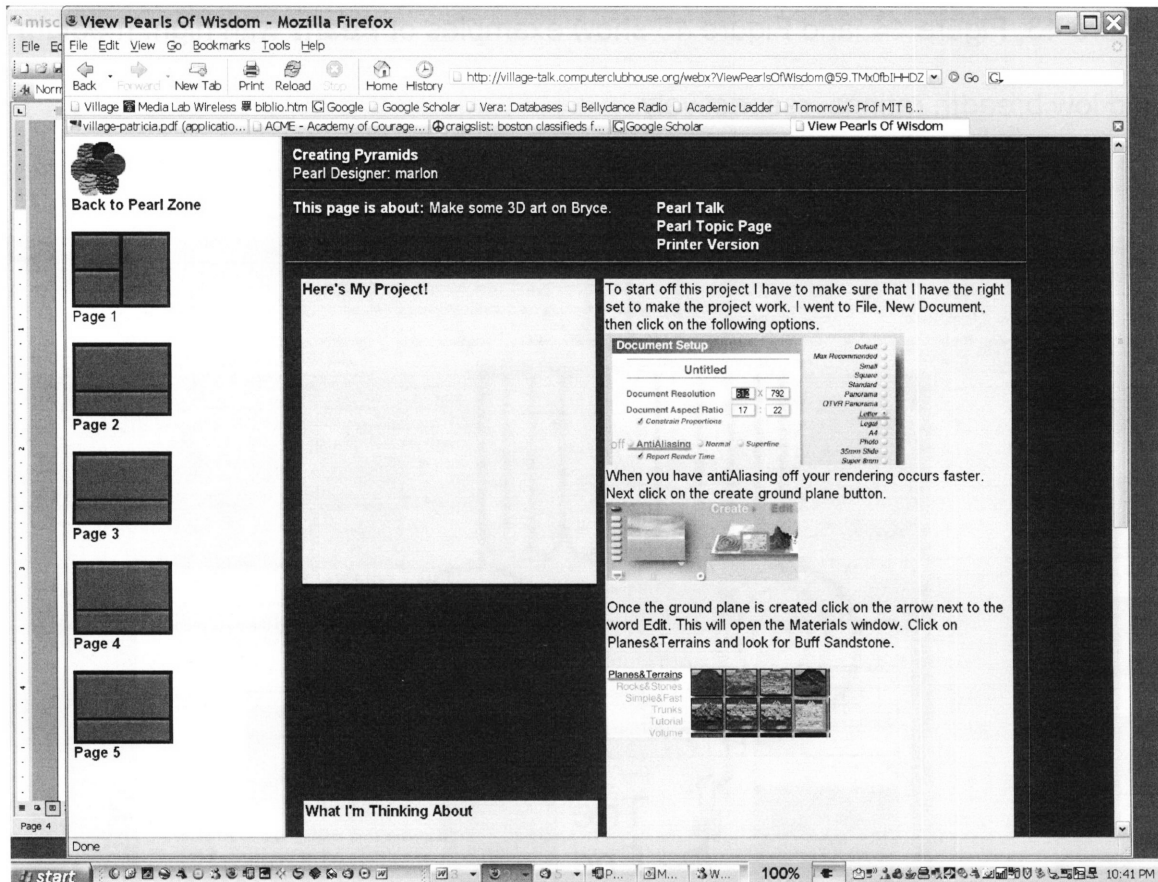 misc
View Pearls Of Wisdom - Mozilla Firefox
File Ed
File Edit View Go Bookmarks Tools Help
Norm
Back Forward New Tab Print Reload Stop Home History http://village-talk.computerclubhouse.org/webx?ViewPearlsOfWisdom@59.TMx0fbIHHDZ Go
Village Media Lab Wireless biblio.htm Google Google Scholar Vera: Databases Bellydance Radio Academic Ladder Tomorrow's Prof MIT B...
village-patricia.pdf (applicatio... ACME - Academy of Courage... craigslist: boston classifieds f... Google Scholar View Pearls Of Wisdom
Back to Pearl Zone
Page 1
Page 2
Page 3
Page 4
Page 5
Creating Pyramids
Pearl Designer: marlon
This page is about: Make some 3D art on Bryce.
Pearl Talk
Pearl Topic Page
Printer Version
Here's My Project!
What I'm Thinking About
To start off this project I have to make sure that I have the right
set to make the project work. I went to File, New Document,
then click on the following options.
Document Setup
Untitled
Document Resolution 612 X 792
Document Aspect Ratio 17 : 22
Constrain Proportions
off AntiAliasing Normal Superfine
Report Render Time
Default
Max Recommended
Small
Square
Standard
Panorama
QTVR Panorama
Letter
Legal
A4
Photo
35mm Slide
Super 8mm
When you have antiAliasing off your rendering occurs faster.
Next click on the create ground plane button.
Create Edit
Once the ground plane is created click on the arrow next to the
word Edit. This will open the Materials window. Click on
Planes&Terrains and look for Buff Sandstone.
Planes&Terrains
Rocks&Stones
Simple&Fast
Trunks
Tutorial
Volume
Page 4
Done
start
3
5
P...
M...
W...
100%
10:41 PM